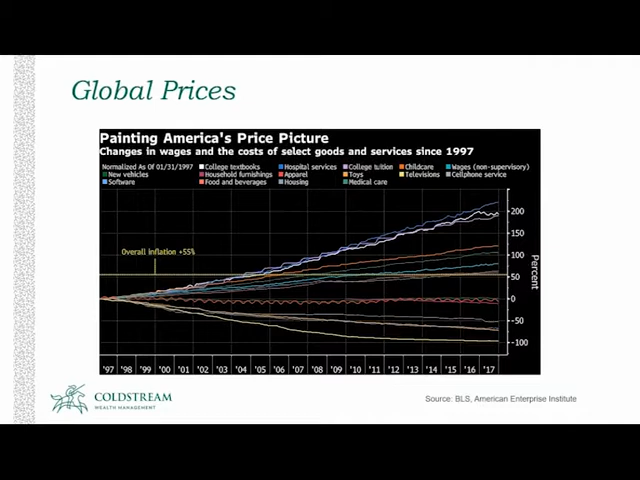 Global Prices
Painting America's Price Picture
Changes in wages and the costs of select goods and services since 1997
Normalized As Of 01/31/1997 College textbooks Hospital services College tuition Childcare Wages (non-supervisory)
New vehicles Household furnishings Apparel Toys Televisions Cellphone service
Software Food and beverages Housing Medical care
Overall inflation +55%
200
150
100
50
0
-50
-100
Percent
'97 '98 '99 '00 '01 '02 '03 '04 '05 '06 '07 '08 '09 '10 '11 '12 '13 '14 '15 '16 '17
COLDSTREAM
WEALTH MANAGEMENT
Source: BLS, American Enterprise Institute